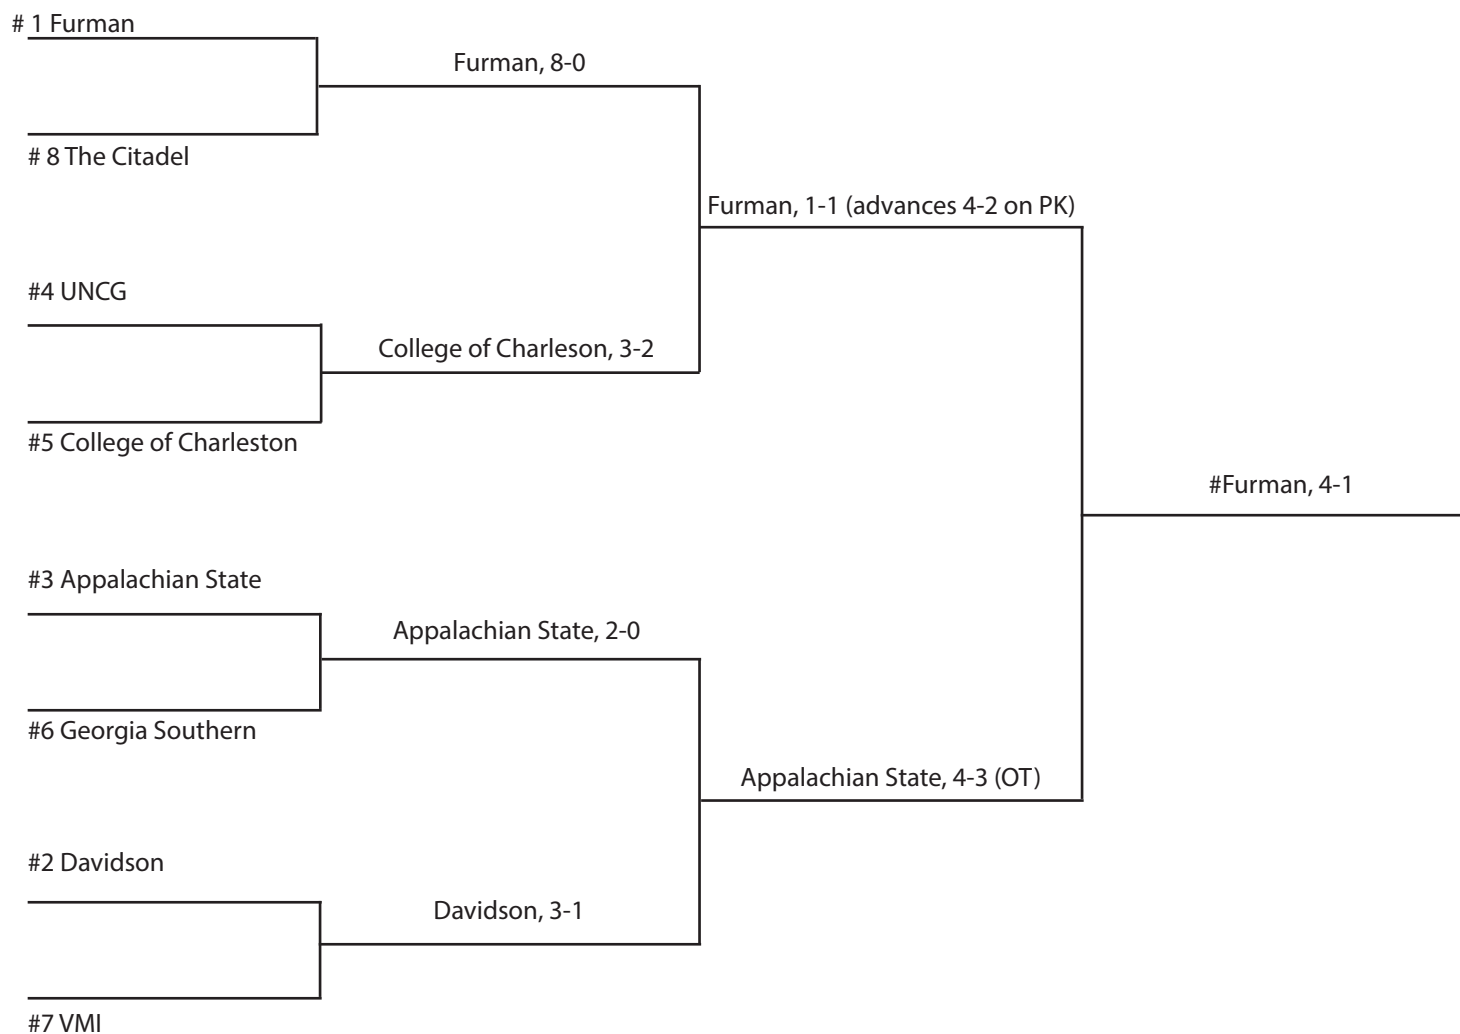 # 1 Furman
Furman, 8-0
# 8 The Citadel
Furman, 1-1 (advances 4-2 on PK)
#4 UNCG
College of Charleson, 3-2
#5 College of Charleston
#Furman, 4-1
#3 Appalachian State
Appalachian State, 2-0
#6 Georgia Southern
Appalachian State, 4-3 (OT)
#2 Davidson
Davidson, 3-1
#7 VMI